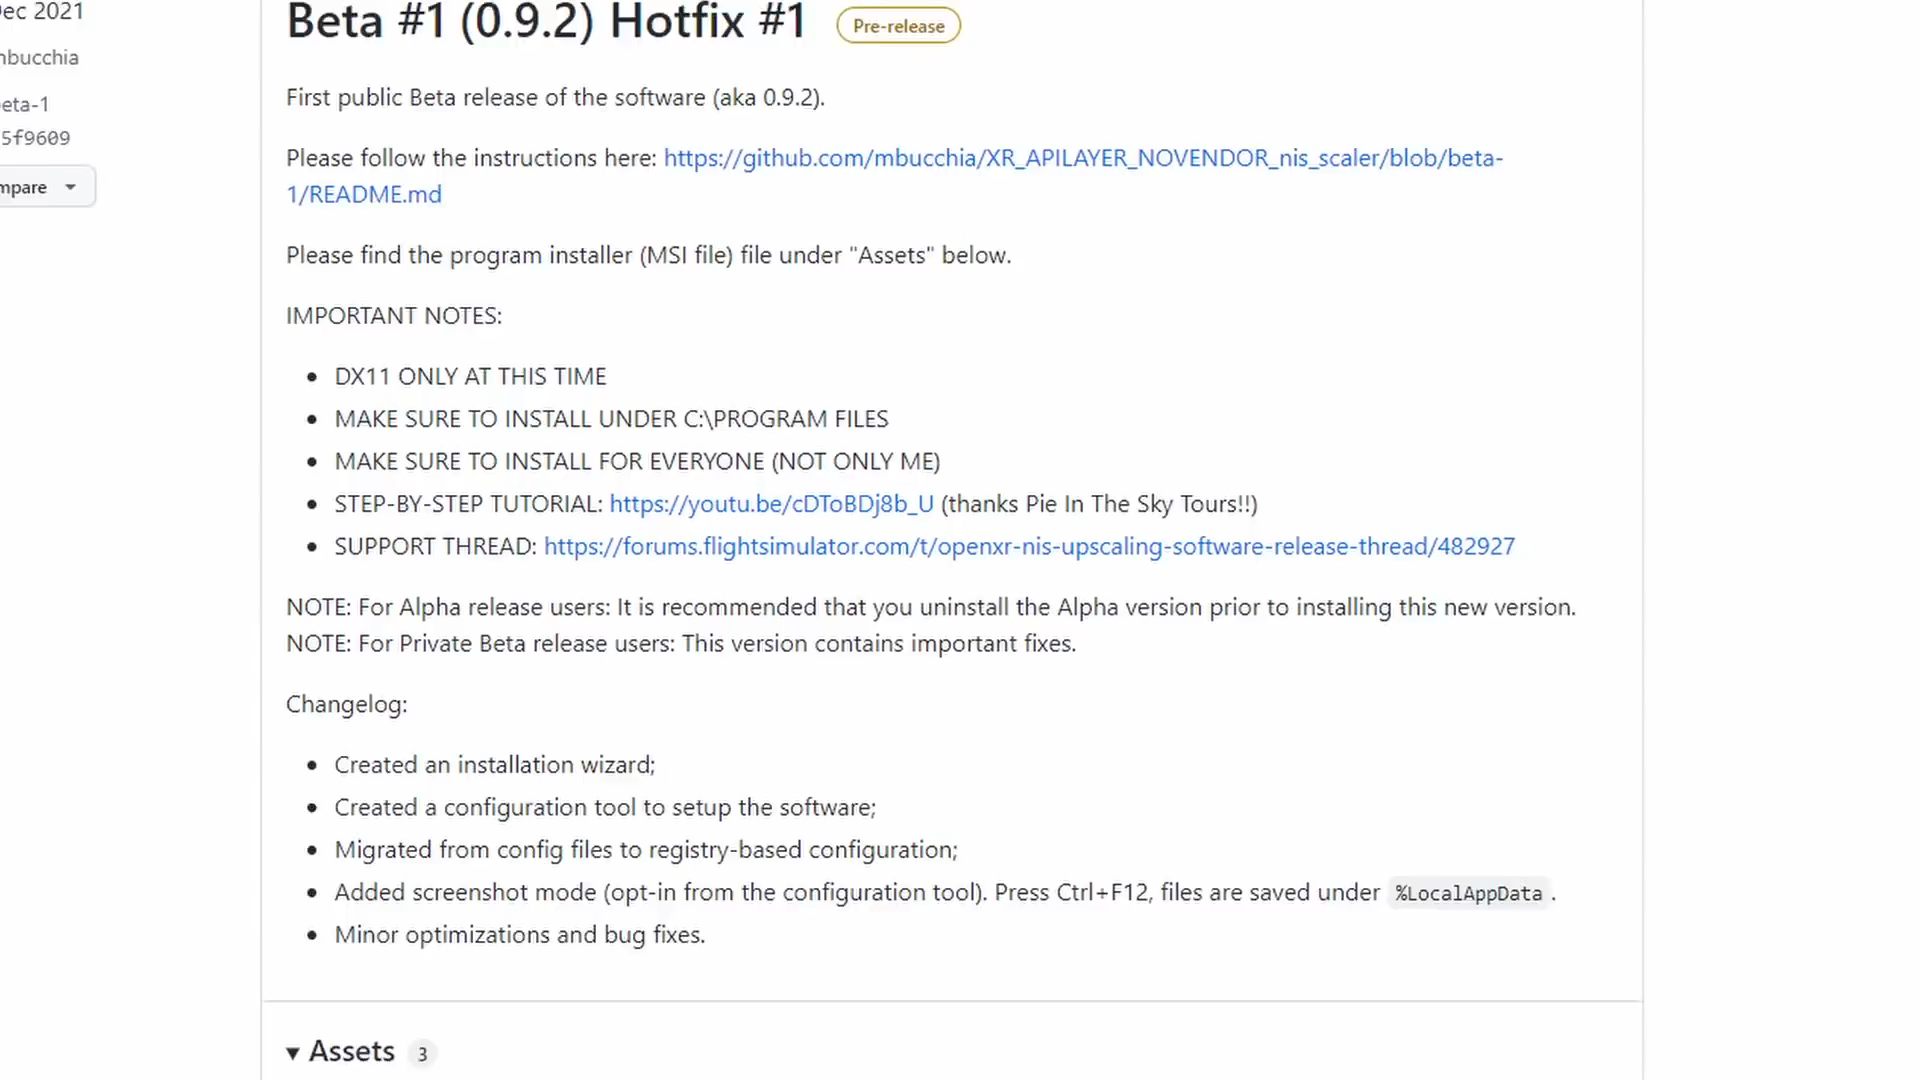 Dec 2021
Beta #1 (0.9.2) Hotfix #1 Pre-release
mbucchia
First public Beta release of the software (aka 0.9.2).
eta-1
5f9609
Please follow the instructions here: https://github.com/mbucchia/XR_APILAYER_NOVENDOR_nis_scaler/blob/beta-
mpare
1/README.md
Please find the program installer (MSI file) file under "Assets" below.
IMPORTANT NOTES:
• DX11 ONLY AT THIS TIME
• MAKE SURE TO INSTALL UNDER C:\PROGRAM FILES
• MAKE SURE TO INSTALL FOR EVERYONE (NOT ONLY ME)
• STEP-BY-STEP TUTORIAL: https://youtu.be/cDToBDj8b_U (thanks Pie In The Sky Tours!!)
• SUPPORT THREAD: https://forums.flightsimulator.com/t/openxr-nis-upscaling-software-release-thread/482927
NOTE: For Alpha release users: It is recommended that you uninstall the Alpha version prior to installing this new version.
NOTE: For Private Beta release users: This version contains important fixes.
Changelog:
• Created an installation wizard;
• Created a configuration tool to setup the software;
• Migrated from config files to registry-based configuration;
• Added screenshot mode (opt-in from the configuration tool). Press Ctrl+F12, files are saved under %LocalAppData .
• Minor optimizations and bug fixes.
Assets 3